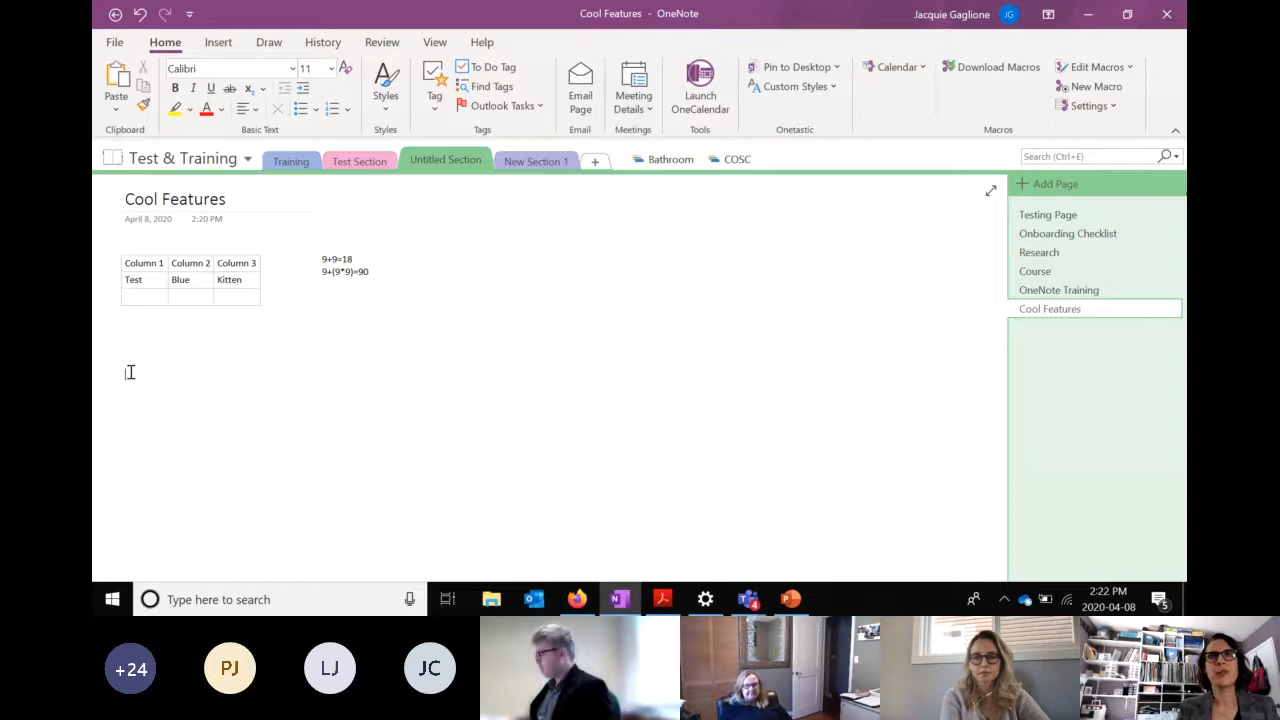 Cool Features - OneNote
Jacquie Gaglione
JG
File Home Insert Draw History Review View Help
Calibri 11
To Do Tag
Pin to Desktop
Calendar
Download Macros
Edit Macros
Find Tags
Custom Styles
New Macro
Paste
Styles
Tag
Outlook Tasks
Email Page
Meeting Details
Launch OneCalendar
Settings
B I U ab x₂
A
Clipboard Basic Text Styles Tags Email Meetings Tools Onetastic Macros
Test & Training
Training
Test Section
Untitled Section
New Section 1
+
Bathroom
COSC
Search (Ctrl+E)
Cool Features
April 8, 2020 2:20 PM
Column 1 Column 2 Column 3
Test Blue Kitten
9+9=18
9+(9*9)=90
Add Page
Testing Page
Onboarding Checklist
Research
Course
OneNote Training
Cool Features
Type here to search
4
2:22 PM
2020-04-08
5
+24
PJ
LJ
JC